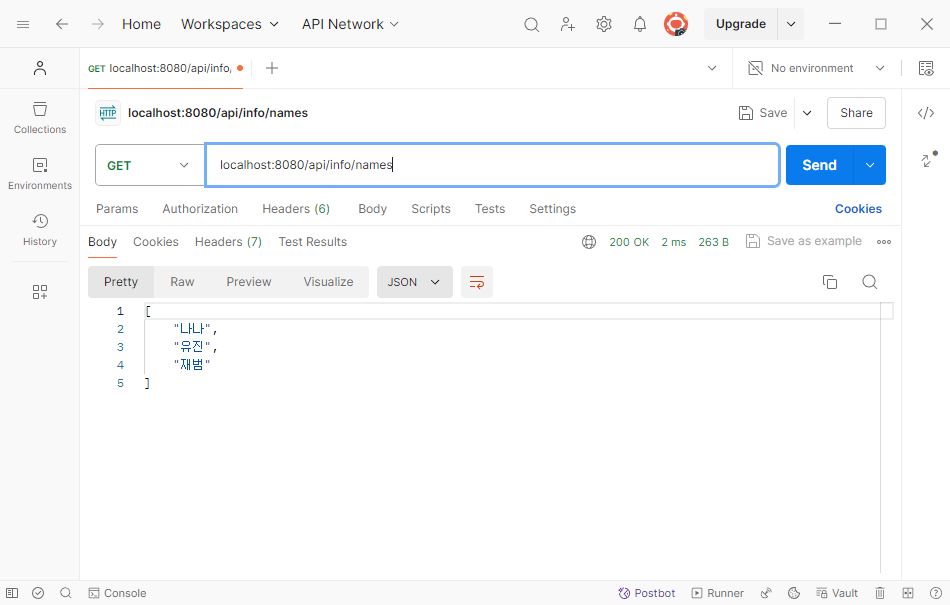 Home Workspaces API Network Upgrade
GET localhost:8080/api/info, No environment
HTTP localhost:8080/api/info/names Save Share
GET localhost:8080/api/info/names Send
Collections
Environments
History
Params Authorization Headers (6) Body Scripts Tests Settings Cookies
Body Cookies Headers (7) Test Results 200 OK 2 ms 263 B Save as example
Pretty Raw Preview Visualize JSON
1 [
2 "나나",
3 "유진",
4 "재범"
5 ]
Console Postbot Runner Vault